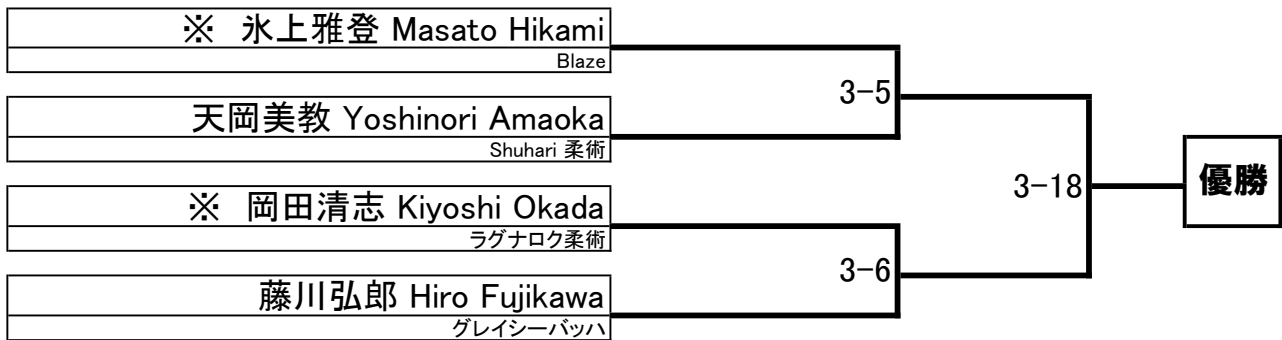 ※ 氷上雅登 Masato Hikami
Blaze
3-5
天岡美教 Yoshinori Amaoka
Shuhari 柔術
3-18
優勝
※ 岡田清志 Kiyoshi Okada
ラグナロク柔術
3-6
藤川弘郎 Hiro Fujikawa
グレイシーバッハ